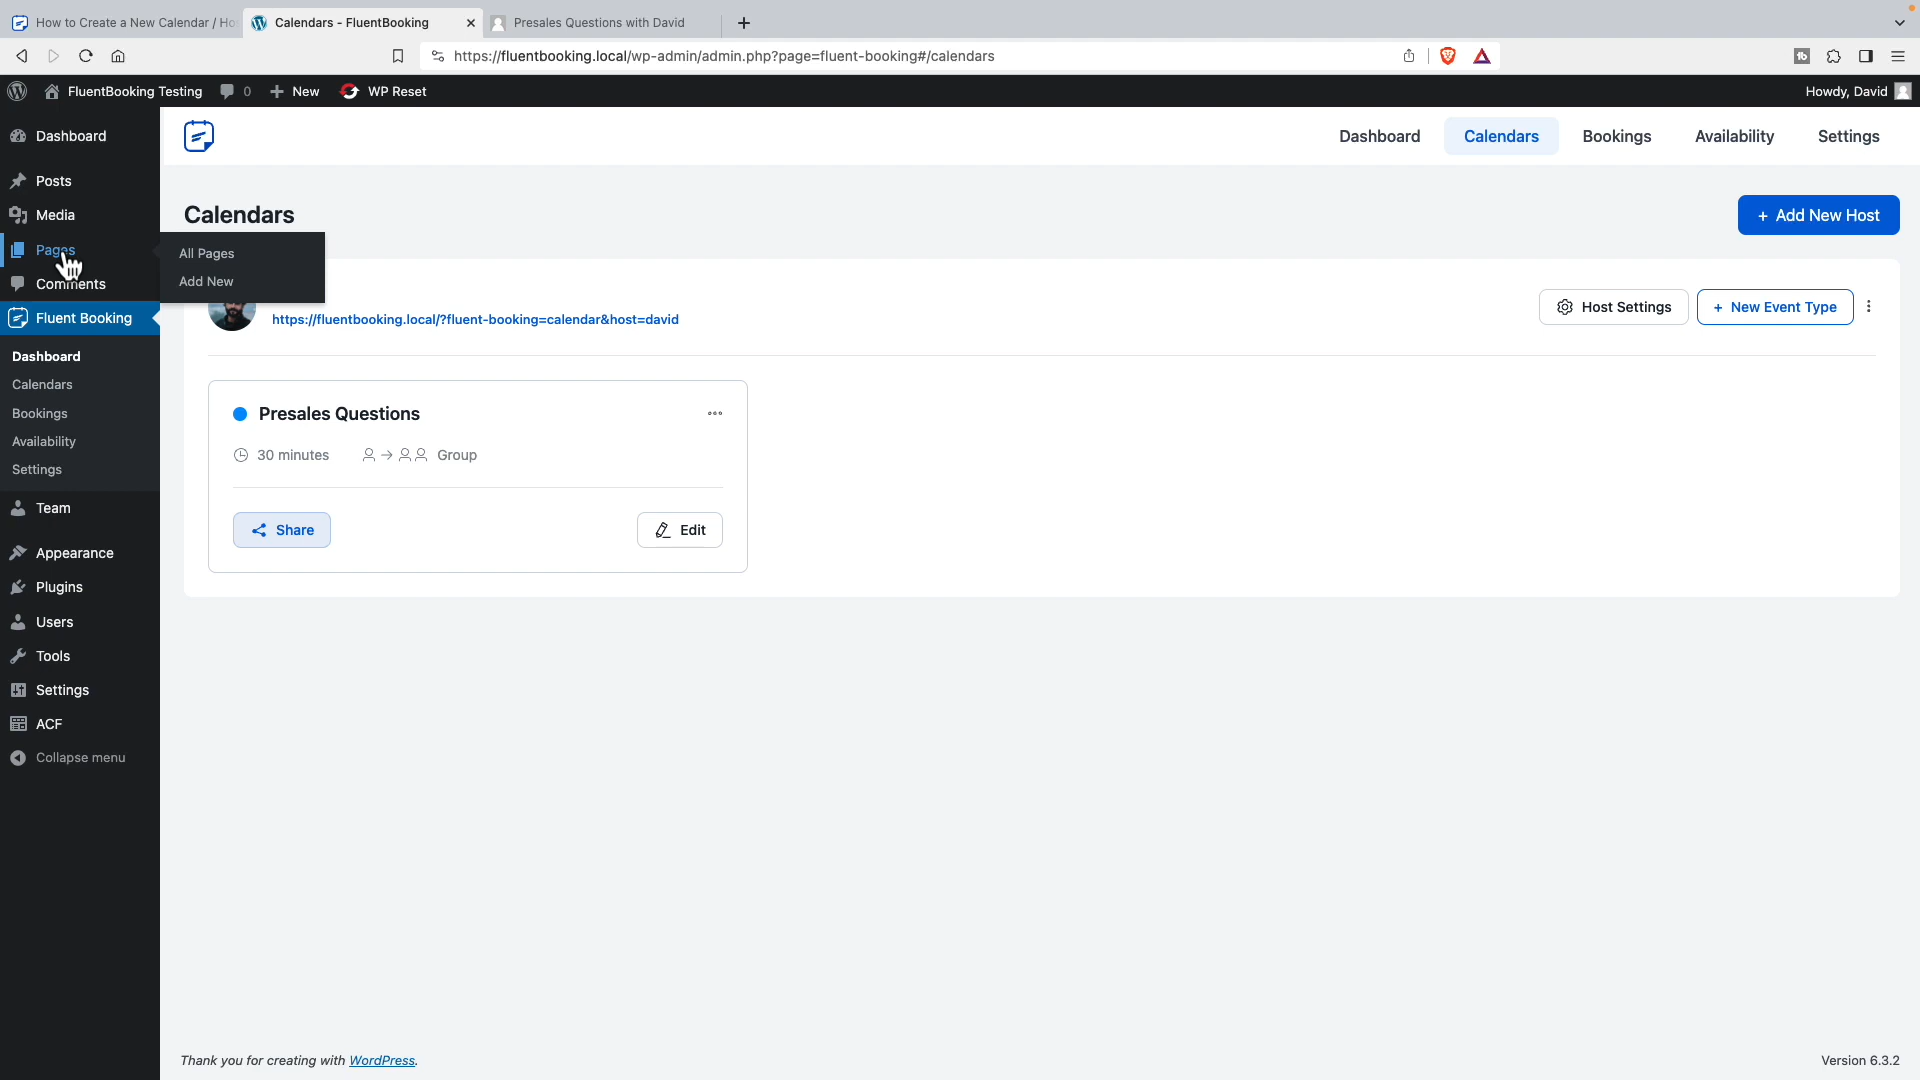 How to Create a New Calendar / Ho
Calendars - FluentBooking
Presales Questions with David
https://fluentbooking.local/wp-admin/admin.php?page=fluent-booking#/calendars
FluentBooking Testing
0
New
WP Reset
Howdy, David
Dashboard
Posts
Media
Pages
Comments
Fluent Booking
Dashboard
Calendars
Bookings
Availability
Settings
Team
Appearance
Plugins
Users
Tools
Settings
ACF
Collapse menu
All Pages
Add New
Dashboard
Calendars
Bookings
Availability
Settings
Calendars
+ Add New Host
https://fluentbooking.local/?fluent-booking=calendar&host=david
Host Settings
+ New Event Type
Presales Questions
30 minutes
Group
Share
Edit
Thank you for creating with WordPress.
Version 6.3.2